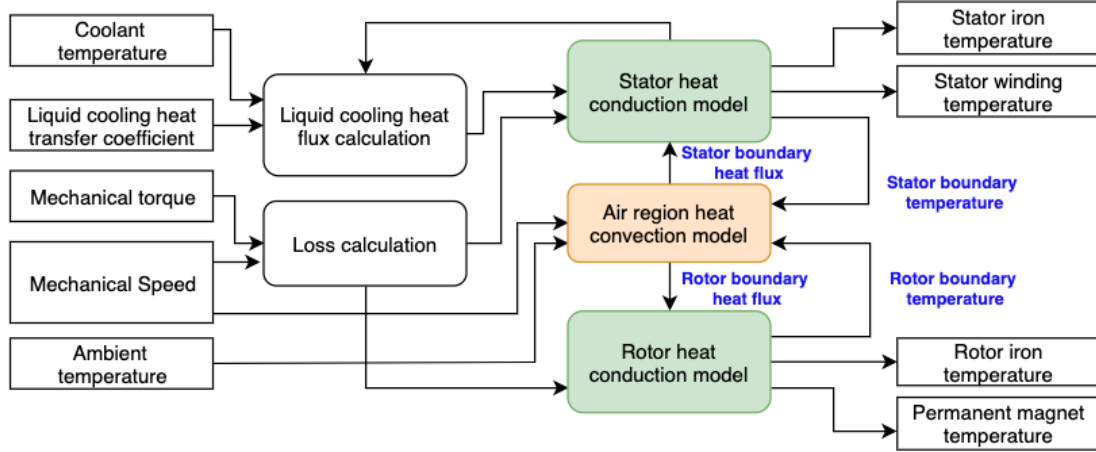 Coolant
temperature
Liquid cooling heat
transfer coefficient
Mechanical torque
Mechanical Speed
Ambient
temperature
Liquid cooling heat
flux calculation
Loss calculation
Stator heat
conduction model
Stator boundary
heat flux
Air region heat
convection model
Rotor boundary
heat flux
Rotor heat
conduction model
Stator boundary
temperature
Rotor boundary
temperature
Stator iron
temperature
Stator winding
temperature
Rotor iron
temperature
Permanent magnet
temperature